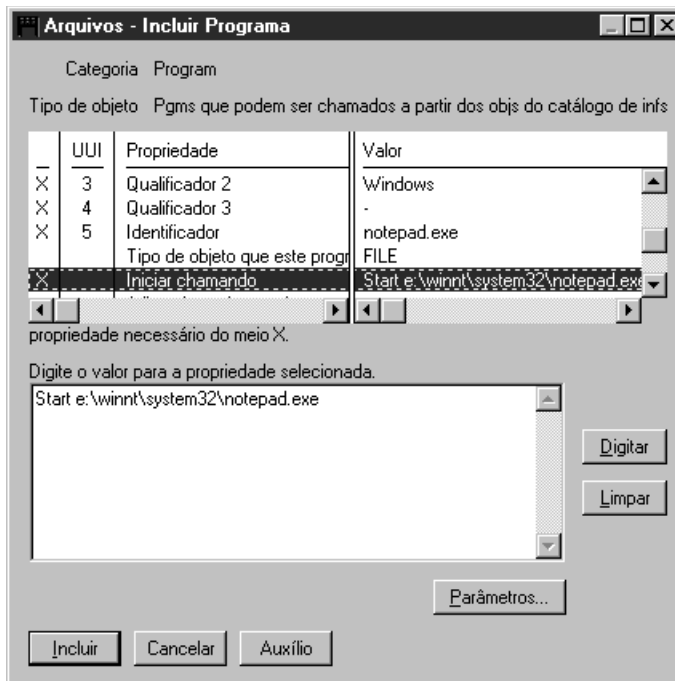 Arquivos - Incluir Programa
Categoria Program
Tipo de objeto Pgms que podem ser chamados a partir dos objs do catálogo de infs
UUI Propriedade Valor
X 3 Qualificador 2 Windows
X 4 Qualificador 3 -
X 5 Identificador notepad.exe
Tipo de objeto que este progr FILE
X Iniciar chamando Start e:\winnt\system32\notepad.exe
propriedade necessário do meio X.
Digite o valor para a propriedade selecionada.
Start e:\winnt\system32\notepad.exe
Digitar
Limpar
Parâmetros...
Incluir Cancelar Auxílio